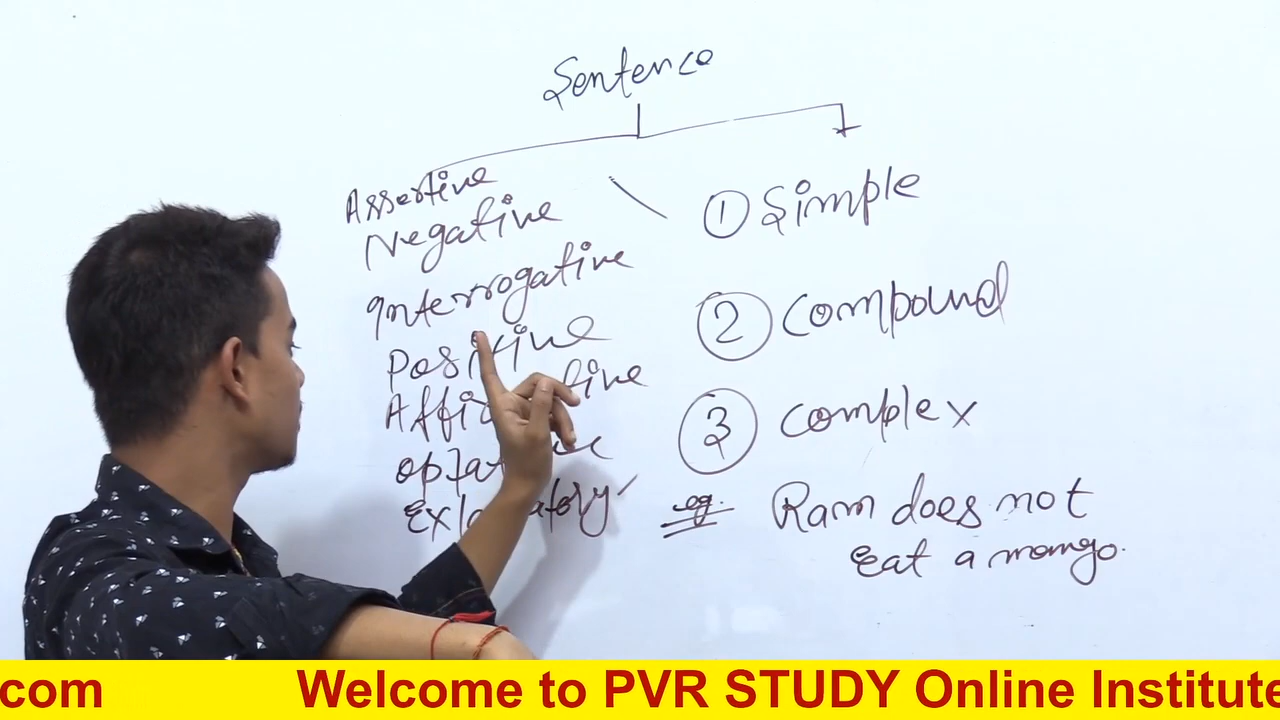 Sentence
Assertive
Negative
Interrogative
Positive
① Simple
② Compound
③ Complex
eg. Ram does not
eat a mango.
.com Welcome to PVR STUDY Online Institute